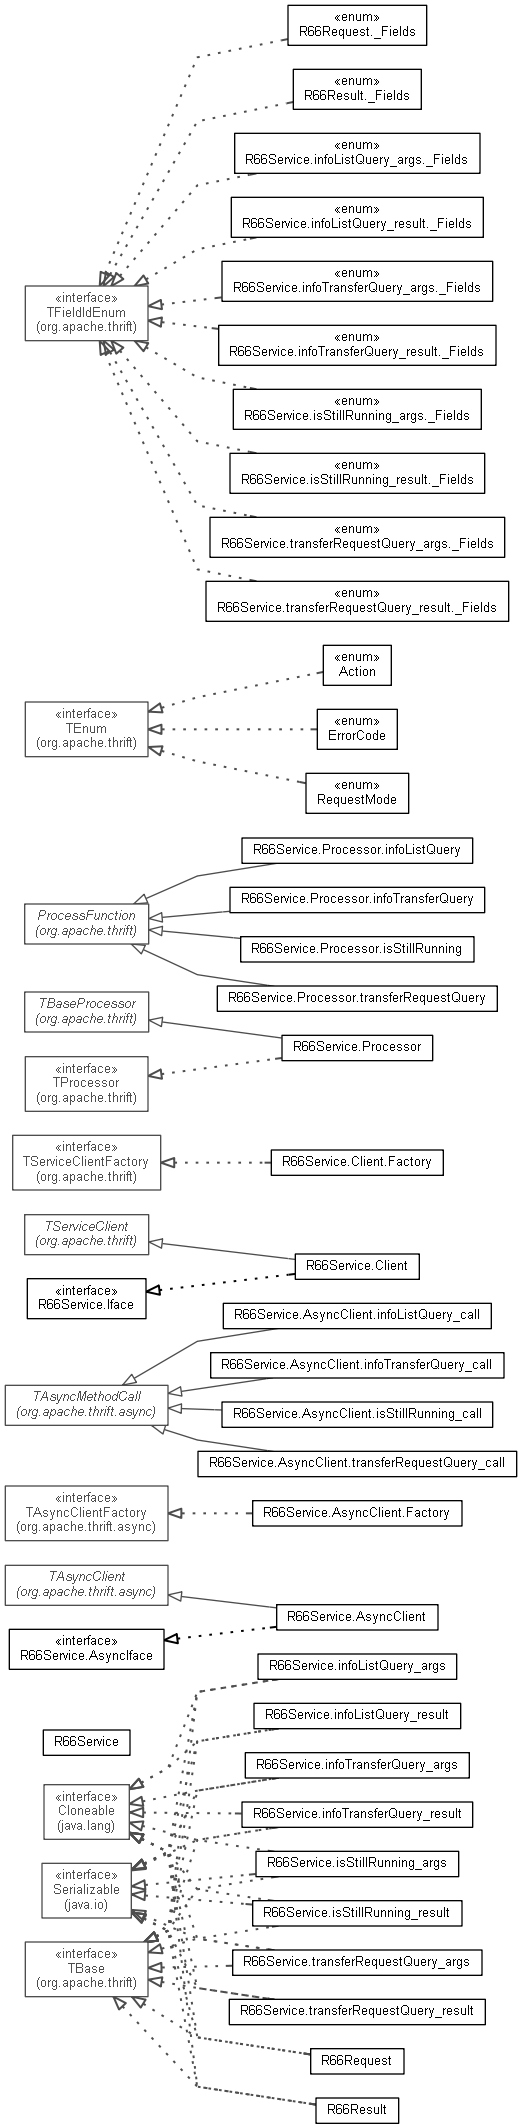 «enum»
R66Request._Fields
«enum»
R66Result._Fields
«enum»
R66Service.infoListQuery_args._Fields
«enum»
R66Service.infoListQuery_result._Fields
«enum»
R66Service.infoTransferQuery_args._Fields
«interface»
TFieldIdEnum
(org.apache.thrift)
«enum»
R66Service.infoTransferQuery_result._Fields
«enum»
R66Service.isStillRunning_args._Fields
«enum»
R66Service.isStillRunning_result._Fields
«enum»
R66Service.transferRequestQuery_args._Fields
«enum»
R66Service.transferRequestQuery_result._Fields
«enum»
Action
«interface»
TEnum
(org.apache.thrift)
«enum»
ErrorCode
«enum»
RequestMode
R66Service.Processor.infoListQuery
R66Service.Processor.infoTransferQuery
ProcessFunction
(org.apache.thrift)
R66Service.Processor.isStillRunning
R66Service.Processor.transferRequestQuery
TBaseProcessor
(org.apache.thrift)
R66Service.Processor
«interface»
TProcessor
(org.apache.thrift)
«interface»
TServiceClientFactory
(org.apache.thrift)
R66Service.Client.Factory
TServiceClient
(org.apache.thrift)
R66Service.Client
«interface»
R66Service.Iface
R66Service.AsyncClient.infoListQuery_call
R66Service.AsyncClient.infoTransferQuery_call
TAsyncMethodCall
(org.apache.thrift.async)
R66Service.AsyncClient.isStillRunning_call
R66Service.AsyncClient.transferRequestQuery_call
«interface»
TAsyncClientFactory
(org.apache.thrift.async)
R66Service.AsyncClient.Factory
TAsyncClient
(org.apache.thrift.async)
R66Service.AsyncClient
«interface»
R66Service.AsyncIface
R66Service.infoListQuery_args
R66Service.infoListQuery_result
R66Service
R66Service.infoTransferQuery_args
«interface»
Cloneable
(java.lang)
R66Service.infoTransferQuery_result
R66Service.isStillRunning_args
«interface»
Serializable
(java.io)
R66Service.isStillRunning_result
«interface»
TBase
(org.apache.thrift)
R66Service.transferRequestQuery_args
R66Service.transferRequestQuery_result
R66Request
R66Result